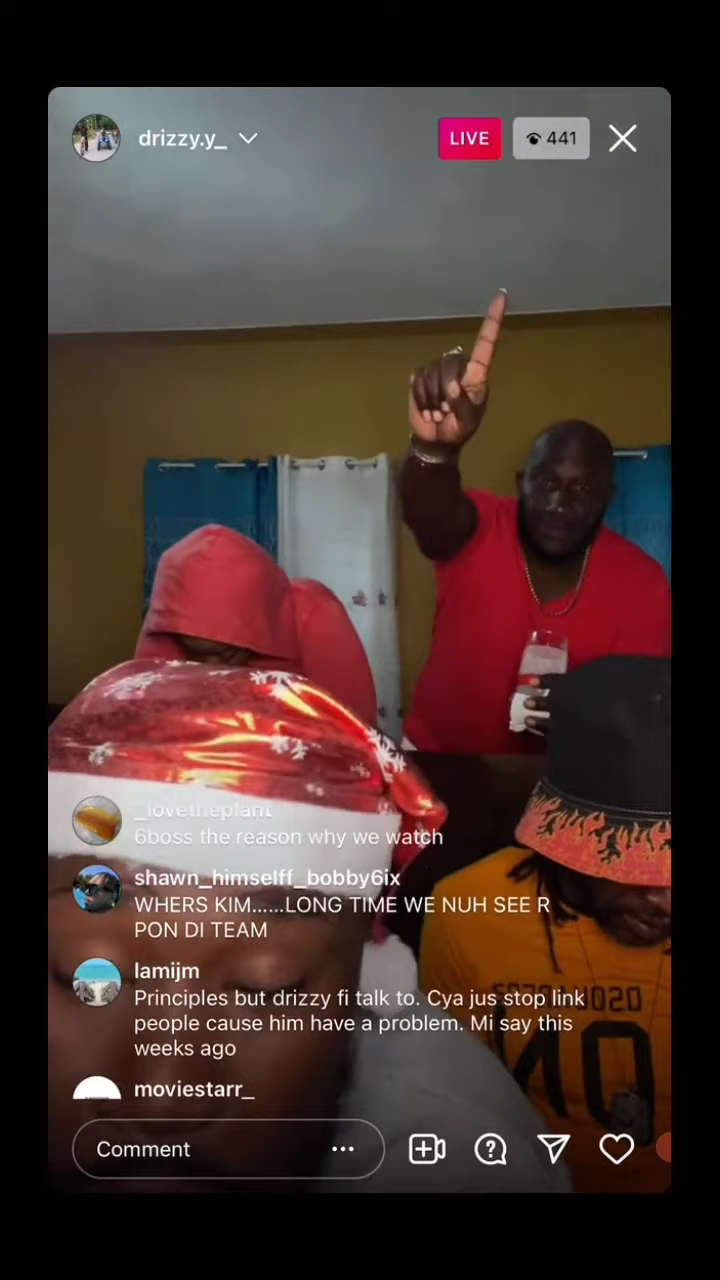 drizzy.y_
LIVE
441
_lovetheplant
6boss the reason why we watch
shawn_himselff_bobby6ix
WHERS KIM......LONG TIME WE NUH SEE R
PON DI TEAM
lamijm
Principles but drizzy fi talk to. Cya jus stop link
people cause him have a problem. Mi say this
weeks ago
moviestarr_
Comment